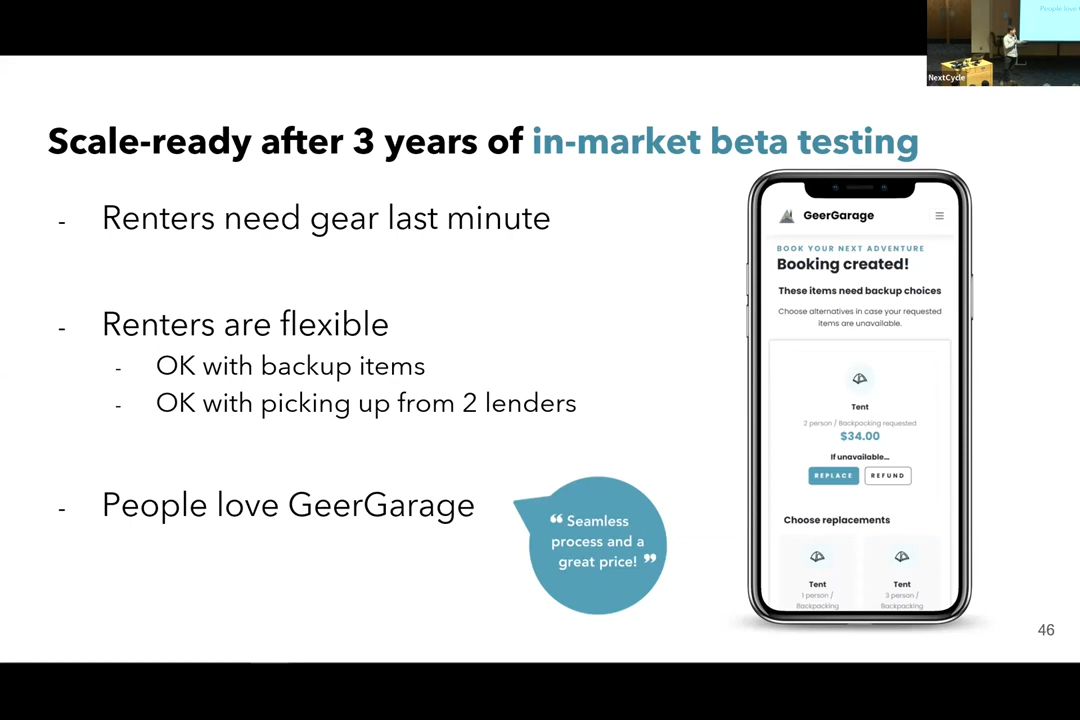 People love
NextCycle
Scale-ready after 3 years of in-market beta testing
- Renters need gear last minute
- Renters are flexible
- OK with backup items
- OK with picking up from 2 lenders
- People love GeerGarage
“ Seamless
process and a
great price! ”
GeerGarage
BOOK YOUR NEXT ADVENTURE
Booking created!
These items need backup choices
Choose alternatives in case your requested
items are unavailable.
Tent
2 person / Backpacking requested
$34.00
If unavailable...
REPLACE REFUND
Choose replacements
Tent Tent
1 person / 3 person /
Backpacking Backpacking
46